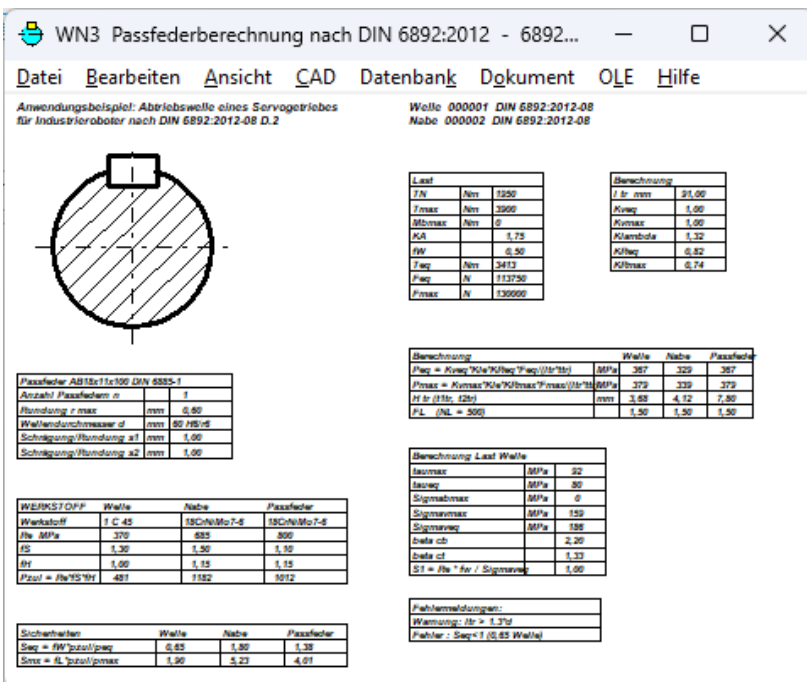 WN3 Passfederberechnung nach DIN 6892:2012 - 6892...
Datei Bearbeiten Ansicht CAD Datenbank Dokument OLE Hilfe
Anwendungsbeispiel: Abtriebswelle eines Servogetriebes
für Industrieroboter nach DIN 6892:2012-08 D.2
Welle 000001 DIN 6892:2012-08
Nabe 000002 DIN 6892:2012-08
Last
TN Nm 1950
Tmax Nm 3900
Mbmax Nm 0
KA 1,75
fW 0,50
Teq Nm 3413
Feq N 113750
Fmax N 130000
Berechnung
l tr mm 91,00
Kveq 1,00
Kvmax 1,00
Klambda 1,32
KReq 0,82
KRmax 0,74
Berechnung Welle Nabe Passfeder
Peq = Kveq*Kle*KReq*Feq/(ltr*ttr) MPa 367 329 367
Pmax = Kvmax*Kle*KRmax*Fmax/(ltr*ttr) MPa 379 339 379
H tr (t1tr, t2tr) mm 3,68 4,12 7,80
FL (NL = 500) 1,50 1,50 1,50
Passfeder AB18x11x100 DIN 6885-1
Anzahl Passfedern n 1
Rundung r max mm 0,60
Wellendurchmesser d mm 60 H8/r6
Schrägung/Rundung s1 mm 1,00
Schrägung/Rundung s2 mm 1,00
Berechnung Last Welle
taumax MPa 92
taueq MPa 80
Sigmabmax MPa 0
Sigmavmax MPa 159
Sigmaveq MPa 186
beta cb 2,20
beta ct 1,33
S1 = Re * fw / Sigmaveq 1,00
WERKSTOFF Welle Nabe Passfeder
Werkstoff 1 C 45 18CrNiMo7-6 18CrNiMo7-6
Re MPa 370 685 800
fS 1,30 1,50 1,10
fH 1,00 1,15 1,15
Pzul = Re*fS*fH 481 1182 1012
Fehlermeldungen:
Warnung: ltr > 1.3*d
Fehler : Seq<1 (0,65 Welle)
Sicherheiten Welle Nabe Passfeder
Seq = fW*pzul/peq 0,65 1,80 1,38
Smx = fL*pzul/pmax 1,90 5,23 4,01